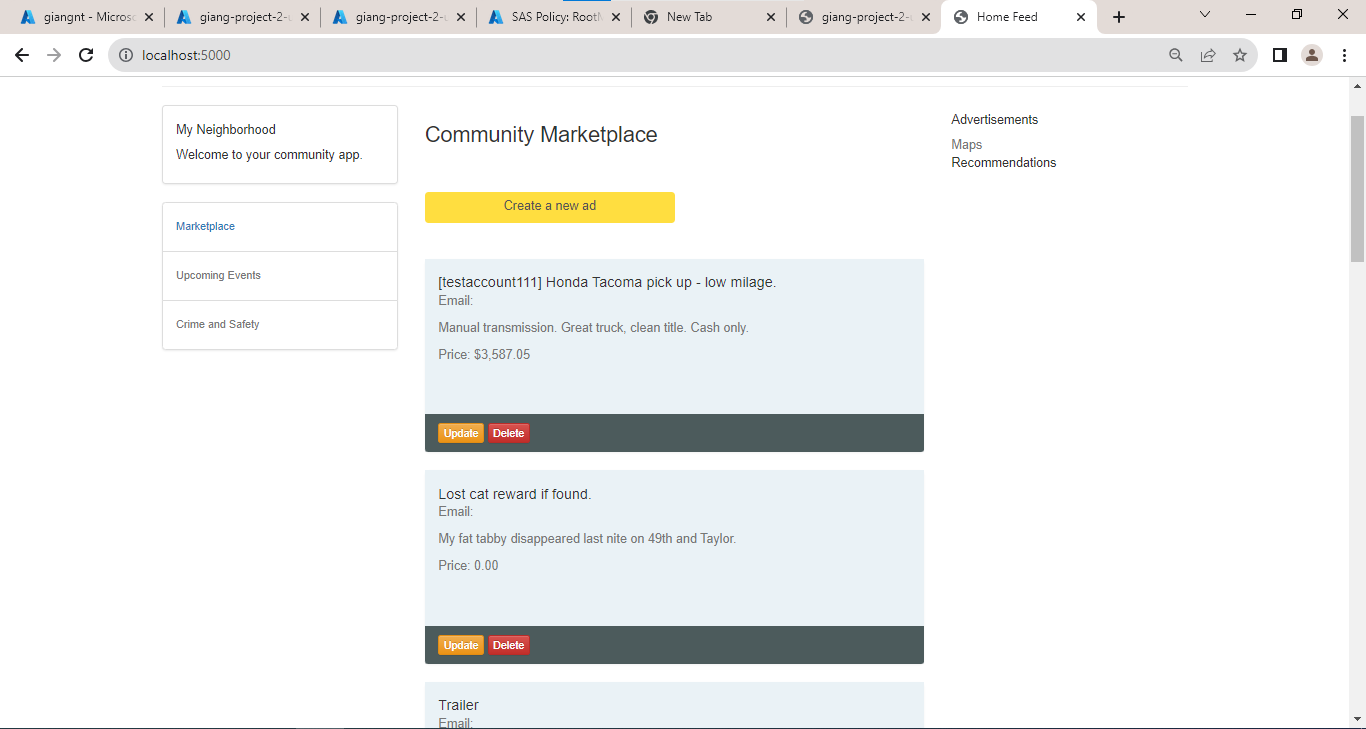 giangnt - Microso
giang-project-2-u
giang-project-2-u
SAS Policy: RootM
New Tab
giang-project-2-u
Home Feed
localhost:5000
My Neighborhood
Welcome to your community app.
Marketplace
Upcoming Events
Crime and Safety
Community Marketplace
Create a new ad
[testaccount111] Honda Tacoma pick up - low milage.
Email:
Manual transmission. Great truck, clean title. Cash only.
Price: $3,587.05
Update Delete
Lost cat reward if found.
Email:
My fat tabby disappeared last nite on 49th and Taylor.
Price: 0.00
Update Delete
Trailer
Email:
Advertisements
Maps
Recommendations